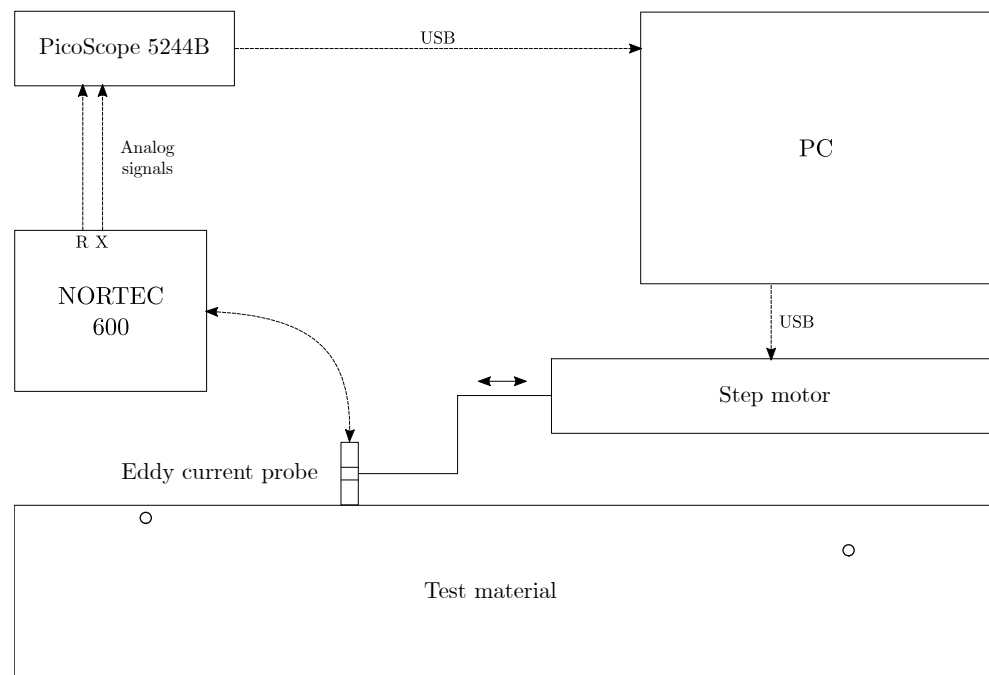 PicoScope 5244B
USB
PC
Analog
signals
R X
NORTEC
600
USB
Step motor
Eddy current probe
Test material